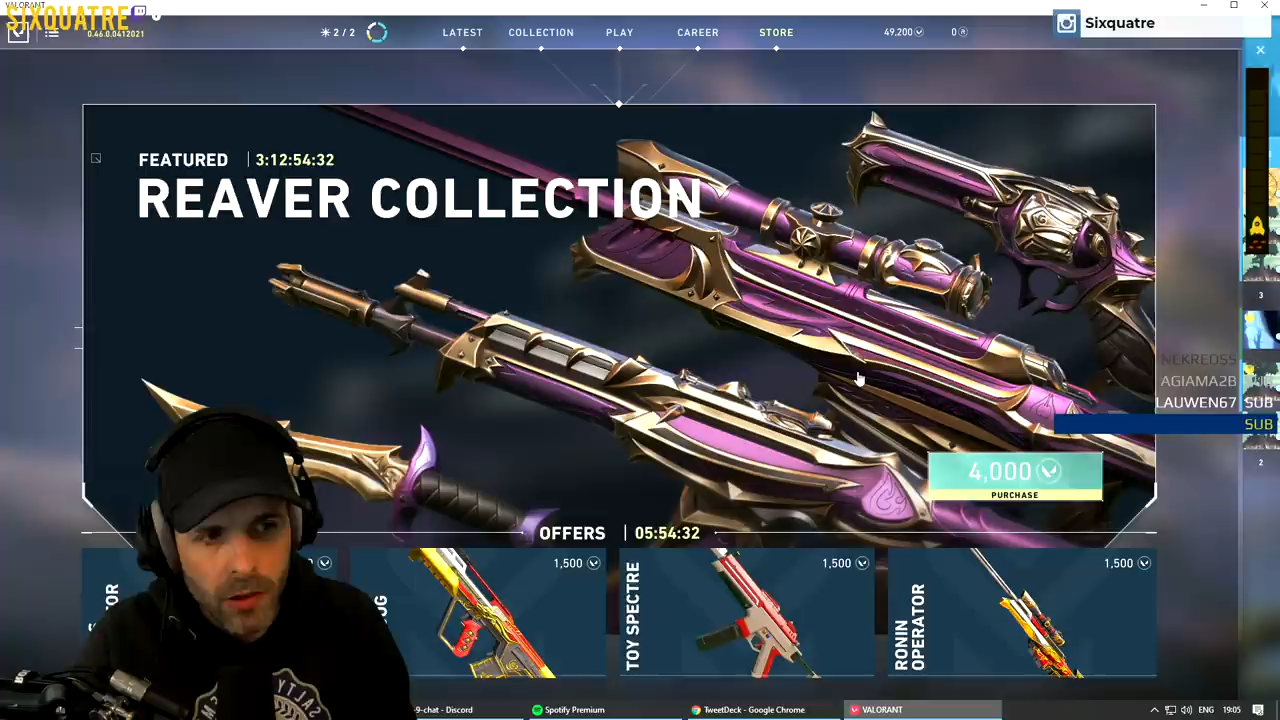 VALORANT
SIXQUATRE
0.46.0.0412021
2 / 2
LATEST
COLLECTION
PLAY
CAREER
STORE
49,200
0
Sixquatre
FEATURED | 3:12:54:32
REAVER COLLECTION
3
NEKREOSS
AGIAMA2B
LAUWEN67 SUB
SUB
4,000
PURCHASE
2
OFFERS | 05:54:32
1,500
1,500
TOY SPECTRE
1,500
RONIN OPERATOR
SALTY
9-chat - Discord
Spotify Premium
TweetDeck - Google Chrome
VALORANT
ENG
19:05